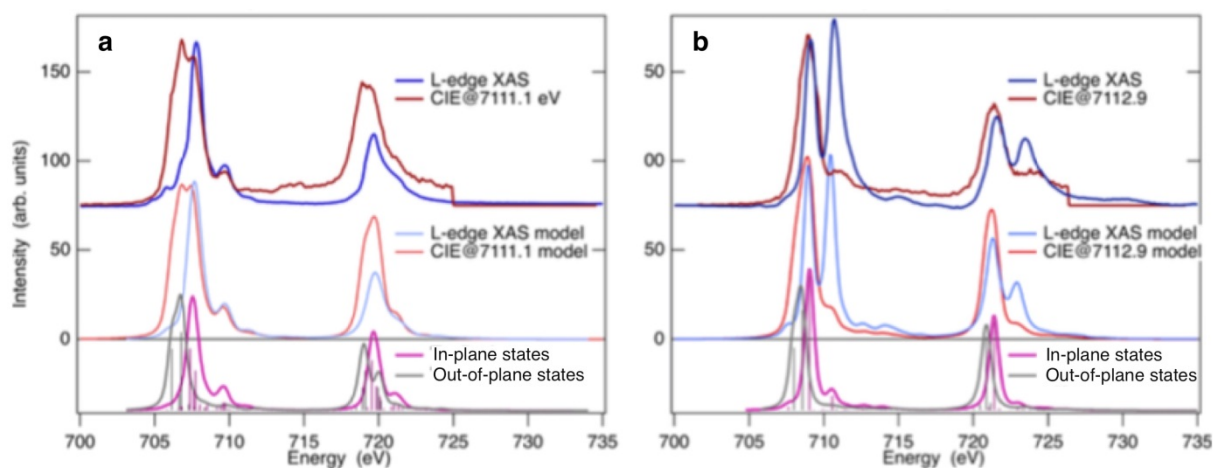 a
150
100
50
0
Intensity (arb. units)
L-edge XAS
CIE@7111.1 eV
L-edge XAS model
CIE@7111.1 model
In-plane states
Out-of-plane states
700 705 710 715 720 725 730 735
Energy (eV)
b
50
00
50
0
L-edge XAS
CIE@7112.9
L-edge XAS model
CIE@7112.9 model
In-plane states
Out-of-plane states
700 705 710 715 720 725 730 735
Energy (eV)